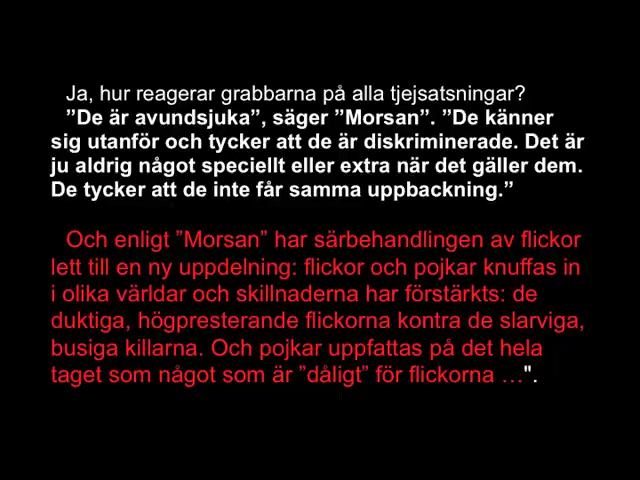 Ja, hur reagerar grabbarna på alla tjejsatsningar?
”De är avundsjuka”, säger ”Morsan”. ”De känner
sig utanför och tycker att de är diskriminerade. Det är
ju aldrig något speciellt eller extra när det gäller dem.
De tycker att de inte får samma uppbackning.”
Och enligt ”Morsan” har särbehandlingen av flickor
lett till en ny uppdelning: flickor och pojkar knuffas in
i olika världar och skillnaderna har förstärkts: de
duktiga, högpresterande flickorna kontra de slarviga,
busiga killarna. Och pojkar uppfattas på det hela
taget som något som är ”dåligt” för flickorna …".